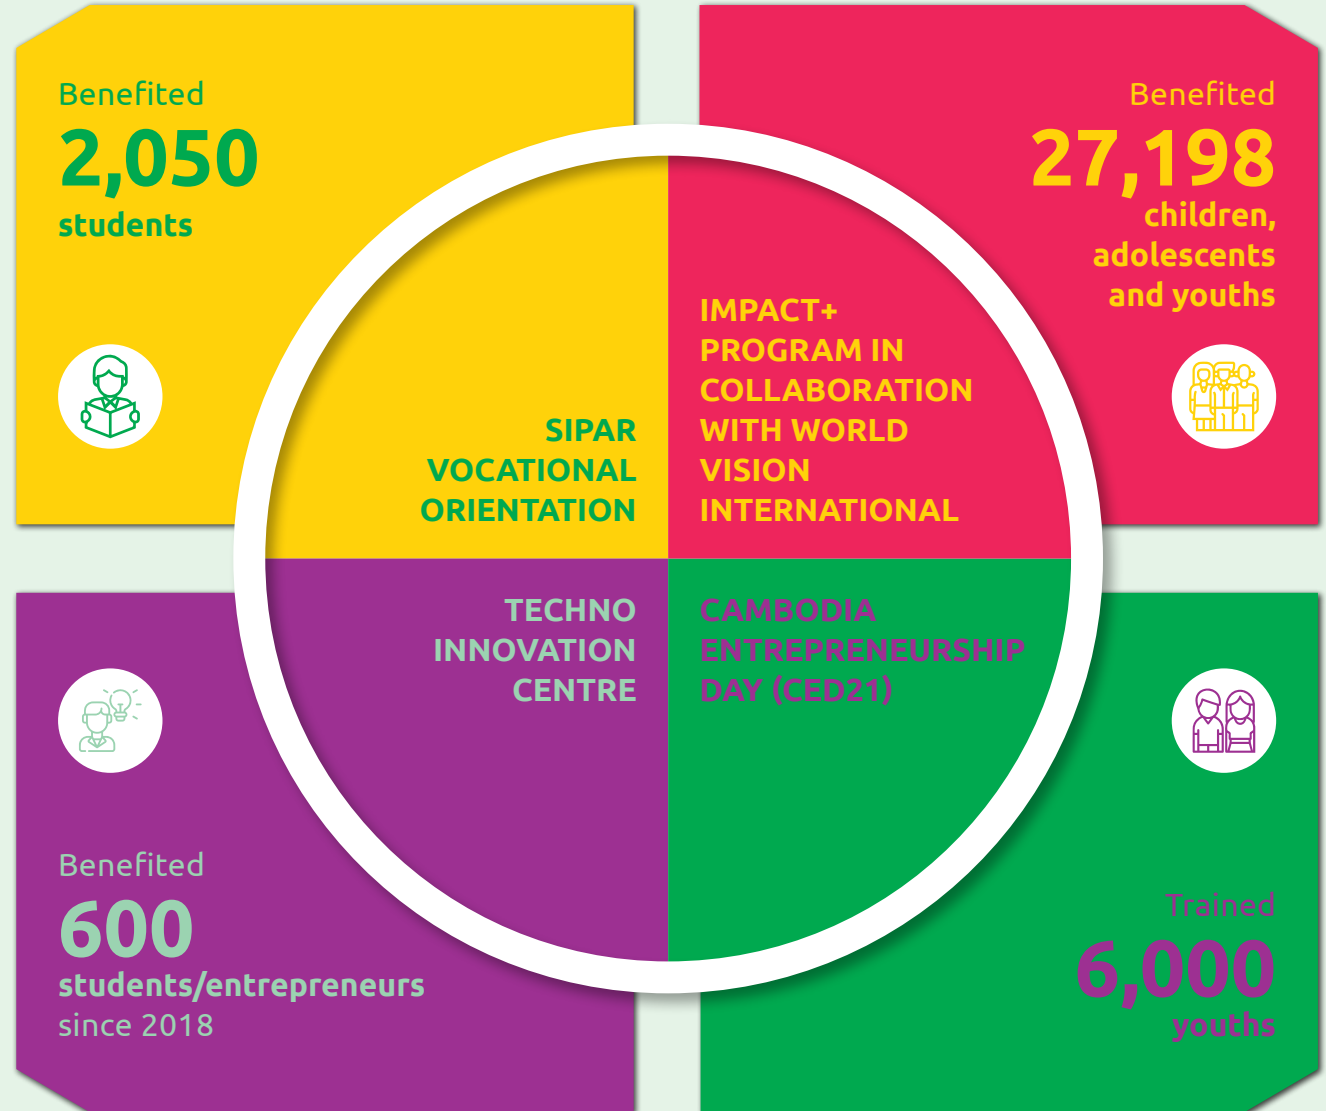 Benefited
2,050
students
SIPAR
VOCATIONAL
ORIENTATION
Benefited
27,198
children,
adolescents
and youths
IMPACT+
PROGRAM IN
COLLABORATION
WITH WORLD
VISION
INTERNATIONAL
TECHNO
INNOVATION
CENTRE
Benefited
600
students/entrepreneurs
since 2018
CAMBODIA
ENTREPRENEURSHIP
DAY (CED21)
Trained
6,000
youths